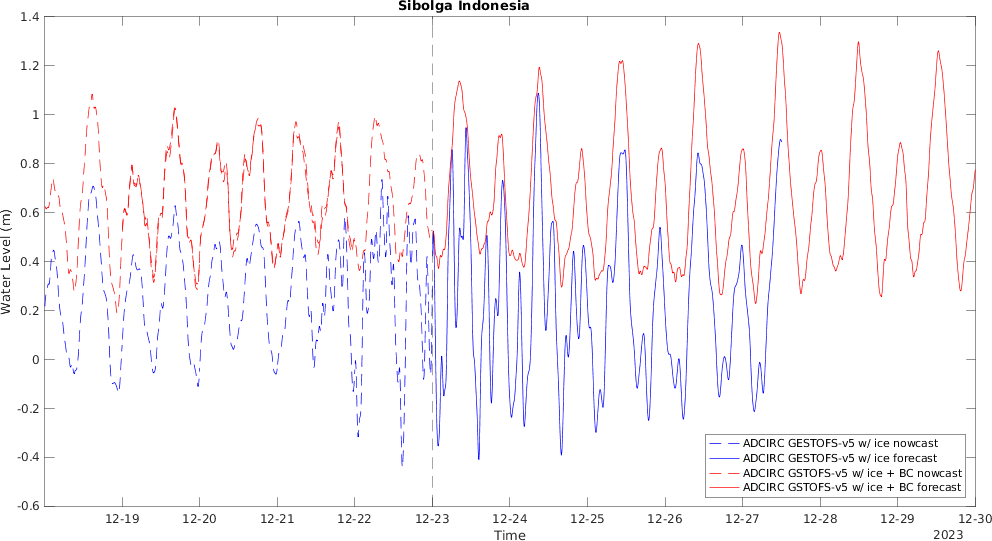 Sibolga Indonesia
1.4
1.2
1
0.8
0.6
0.4
0.2
0
-0.2
-0.4
-0.6
Water Level (m)
12-19 12-20 12-21 12-22 12-23 12-24 12-25 12-26 12-27 12-28 12-29 12-30
Time
2023
ADCIRC GESTOFS-v5 w/ ice nowcast
ADCIRC GESTOFS-v5 w/ ice forecast
ADCIRC GSTOFS-v5 w/ ice + BC nowcast
ADCIRC GSTOFS-v5 w/ ice + BC forecast